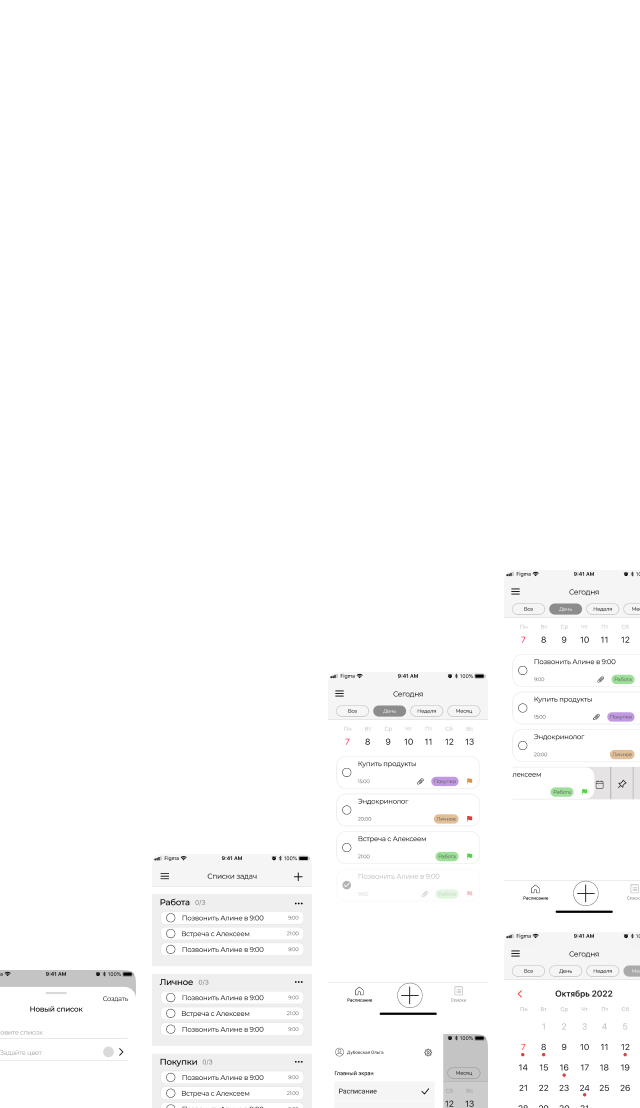 Figma 9:41 AM 10
Сегодня
Все День Неделя Ме
Пн Вт Ср Чт Пт Сб
7 8 9 10 11 12
Позвонить Алине в 9:00
9:00 Работа
Купить продукты
15:00 Покупки
Эндокринолог
20:00 Личное
лексеем
Работа
Расписание Списк
Figma 9:41 AM 100%
Сегодня
Все День Неделя Месяц
Пн Вт Ср Чт Пт Сб Вс
7 8 9 10 11 12 13
Купить продукты
15:00 Покупки
Эндокринолог
20:00 Личное
Встреча с Алексеем
21:00 Работа
Позвонить Алине в 9:00
9:00 Работа
Расписание Списки
Figma 9:41 AM 100%
Списки задач
Работа 0/3
Позвонить Алине в 9:00 9:00
Встреча с Алексеем 21:00
Позвонить Алине в 9:00 9:00
Личное 0/3
Позвонить Алине в 9:00 9:00
Встреча с Алексеем 21:00
Позвонить Алине в 9:00 9:00
Покупки 0/3
Позвонить Алине в 9:00 9:00
Встреча с Алексеем 21:00
9:41 AM 100%
Создать
Новый список
овите список
Задайте цвет
100%
Дубовская Ольга
Месяц
Главный экран
Сб Вс
Расписание
12 13
Figma 9:41 AM 10
Сегодня
Все День Неделя Ме
Октябрь 2022
Пн Вт Ср Чт Пт Сб
1 2 3 4 5
7 8 9 10 11 12
14 15 16 17 18 19
21 22 23 24 25 26
28 29 30 31